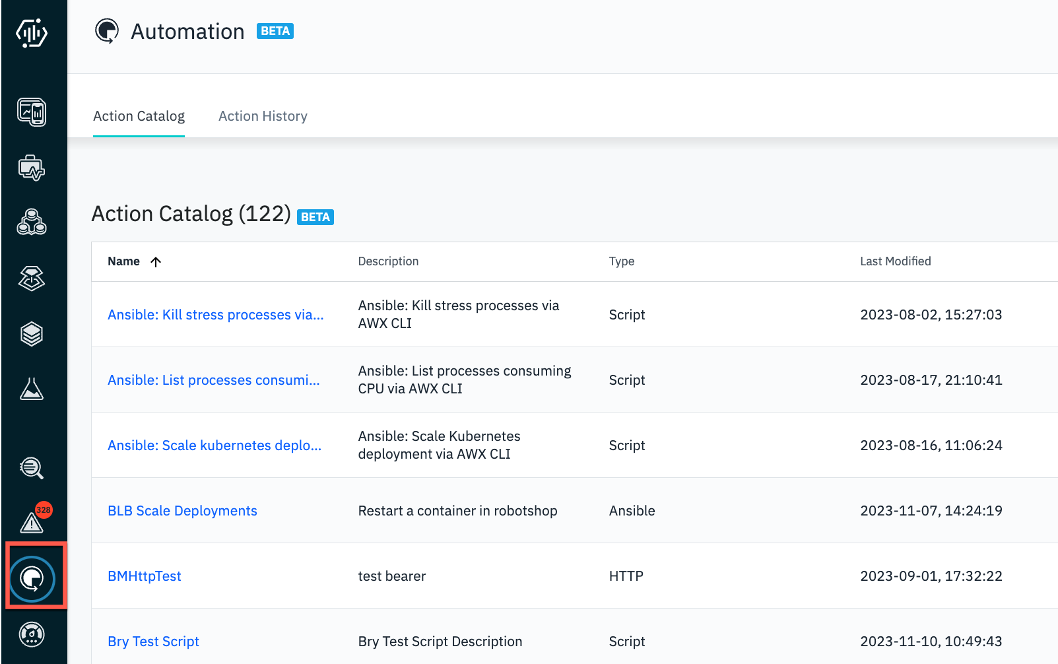 Automation BETA
Action Catalog Action History
Action Catalog (122) BETA
Name Description Type Last Modified
Ansible: Kill stress processes via... Ansible: Kill stress processes via Script 2023-08-02, 15:27:03
AWX CLI
Ansible: List processes consumi... Ansible: List processes consuming Script 2023-08-17, 21:10:41
CPU via AWX CLI
Ansible: Scale kubernetes deplo... Ansible: Scale Kubernetes Script 2023-08-16, 11:06:24
deployment via AWX CLI
BLB Scale Deployments Restart a container in robotshop Ansible 2023-11-07, 14:24:19
328
BMHttpTest test bearer HTTP 2023-09-01, 17:32:22
Bry Test Script Bry Test Script Description Script 2023-11-10, 10:49:43